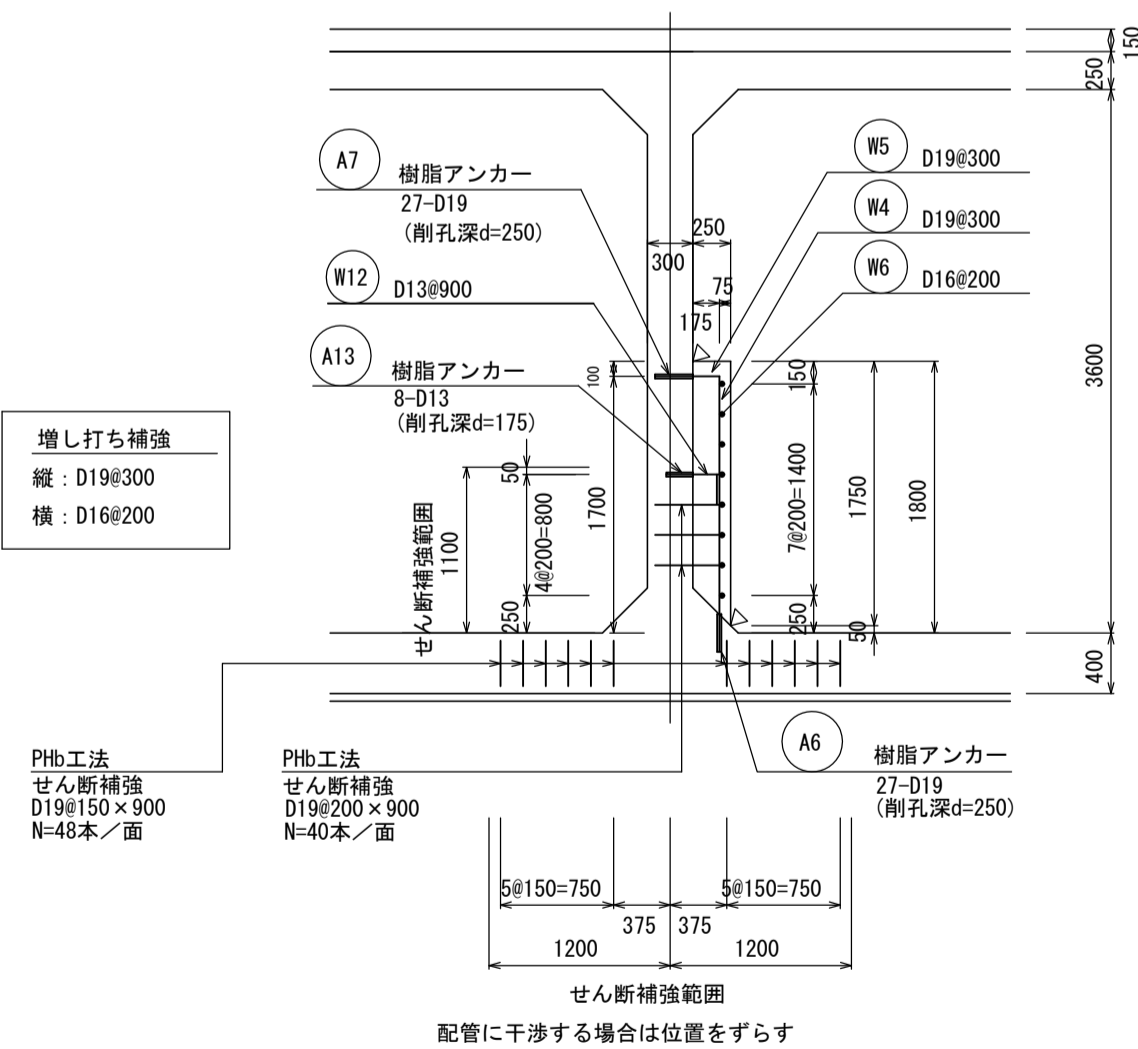 150
250
3600
400
A7
樹脂アンカー
27-D19
(削孔深d=250)
W12
D13@900
A13
樹脂アンカー
8-D13
(削孔深d=175)
W5
D19@300
W4
D19@300
W6
D16@200
250
300
75
175
増し打ち補強
縦：D19@300
横：D16@200
100
1700
50
4@200=800
250
1100
せん断補強範囲
150
7@200=1400
250
1750
50
1800
PHb工法
せん断補強
D19@150×900
N=48本／面
PHb工法
せん断補強
D19@200×900
N=40本／面
A6
樹脂アンカー
27-D19
(削孔深d=250)
5@150=750
5@150=750
375
375
1200
1200
せん断補強範囲
配管に干渉する場合は位置をずらす